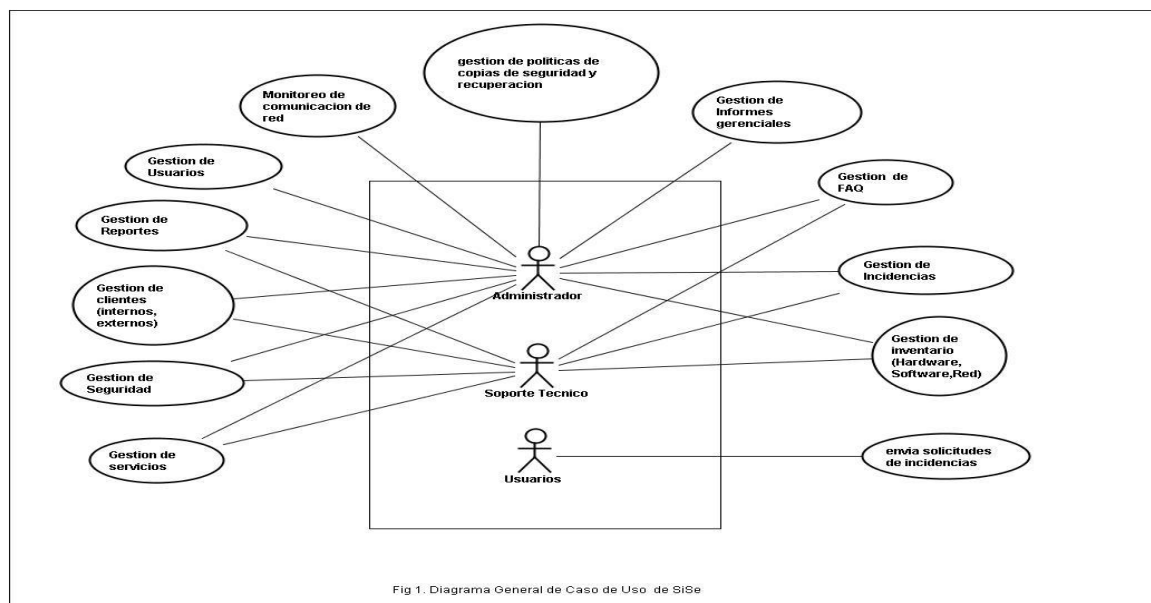 gestion de politicas de
copias de seguridad y
recuperacion
Monitoreo de
comunicacion de
red
Gestion de
Informes
gerenciales
Gestion de
Usuarios
Gestion de
FAQ
Gestion de
Reportes
Gestion de
Incidencias
Gestion de
clientes
(internos,
externos)
Administrador
Gestion de
inventario
(Hardware,
Software,Red)
Gestion de
Seguridad
Soporte Tecnico
Gestion de
servicios
Usuarios
envia solicitudes
de incidencias
Fig 1. Diagrama General de Caso de Uso de SiSe